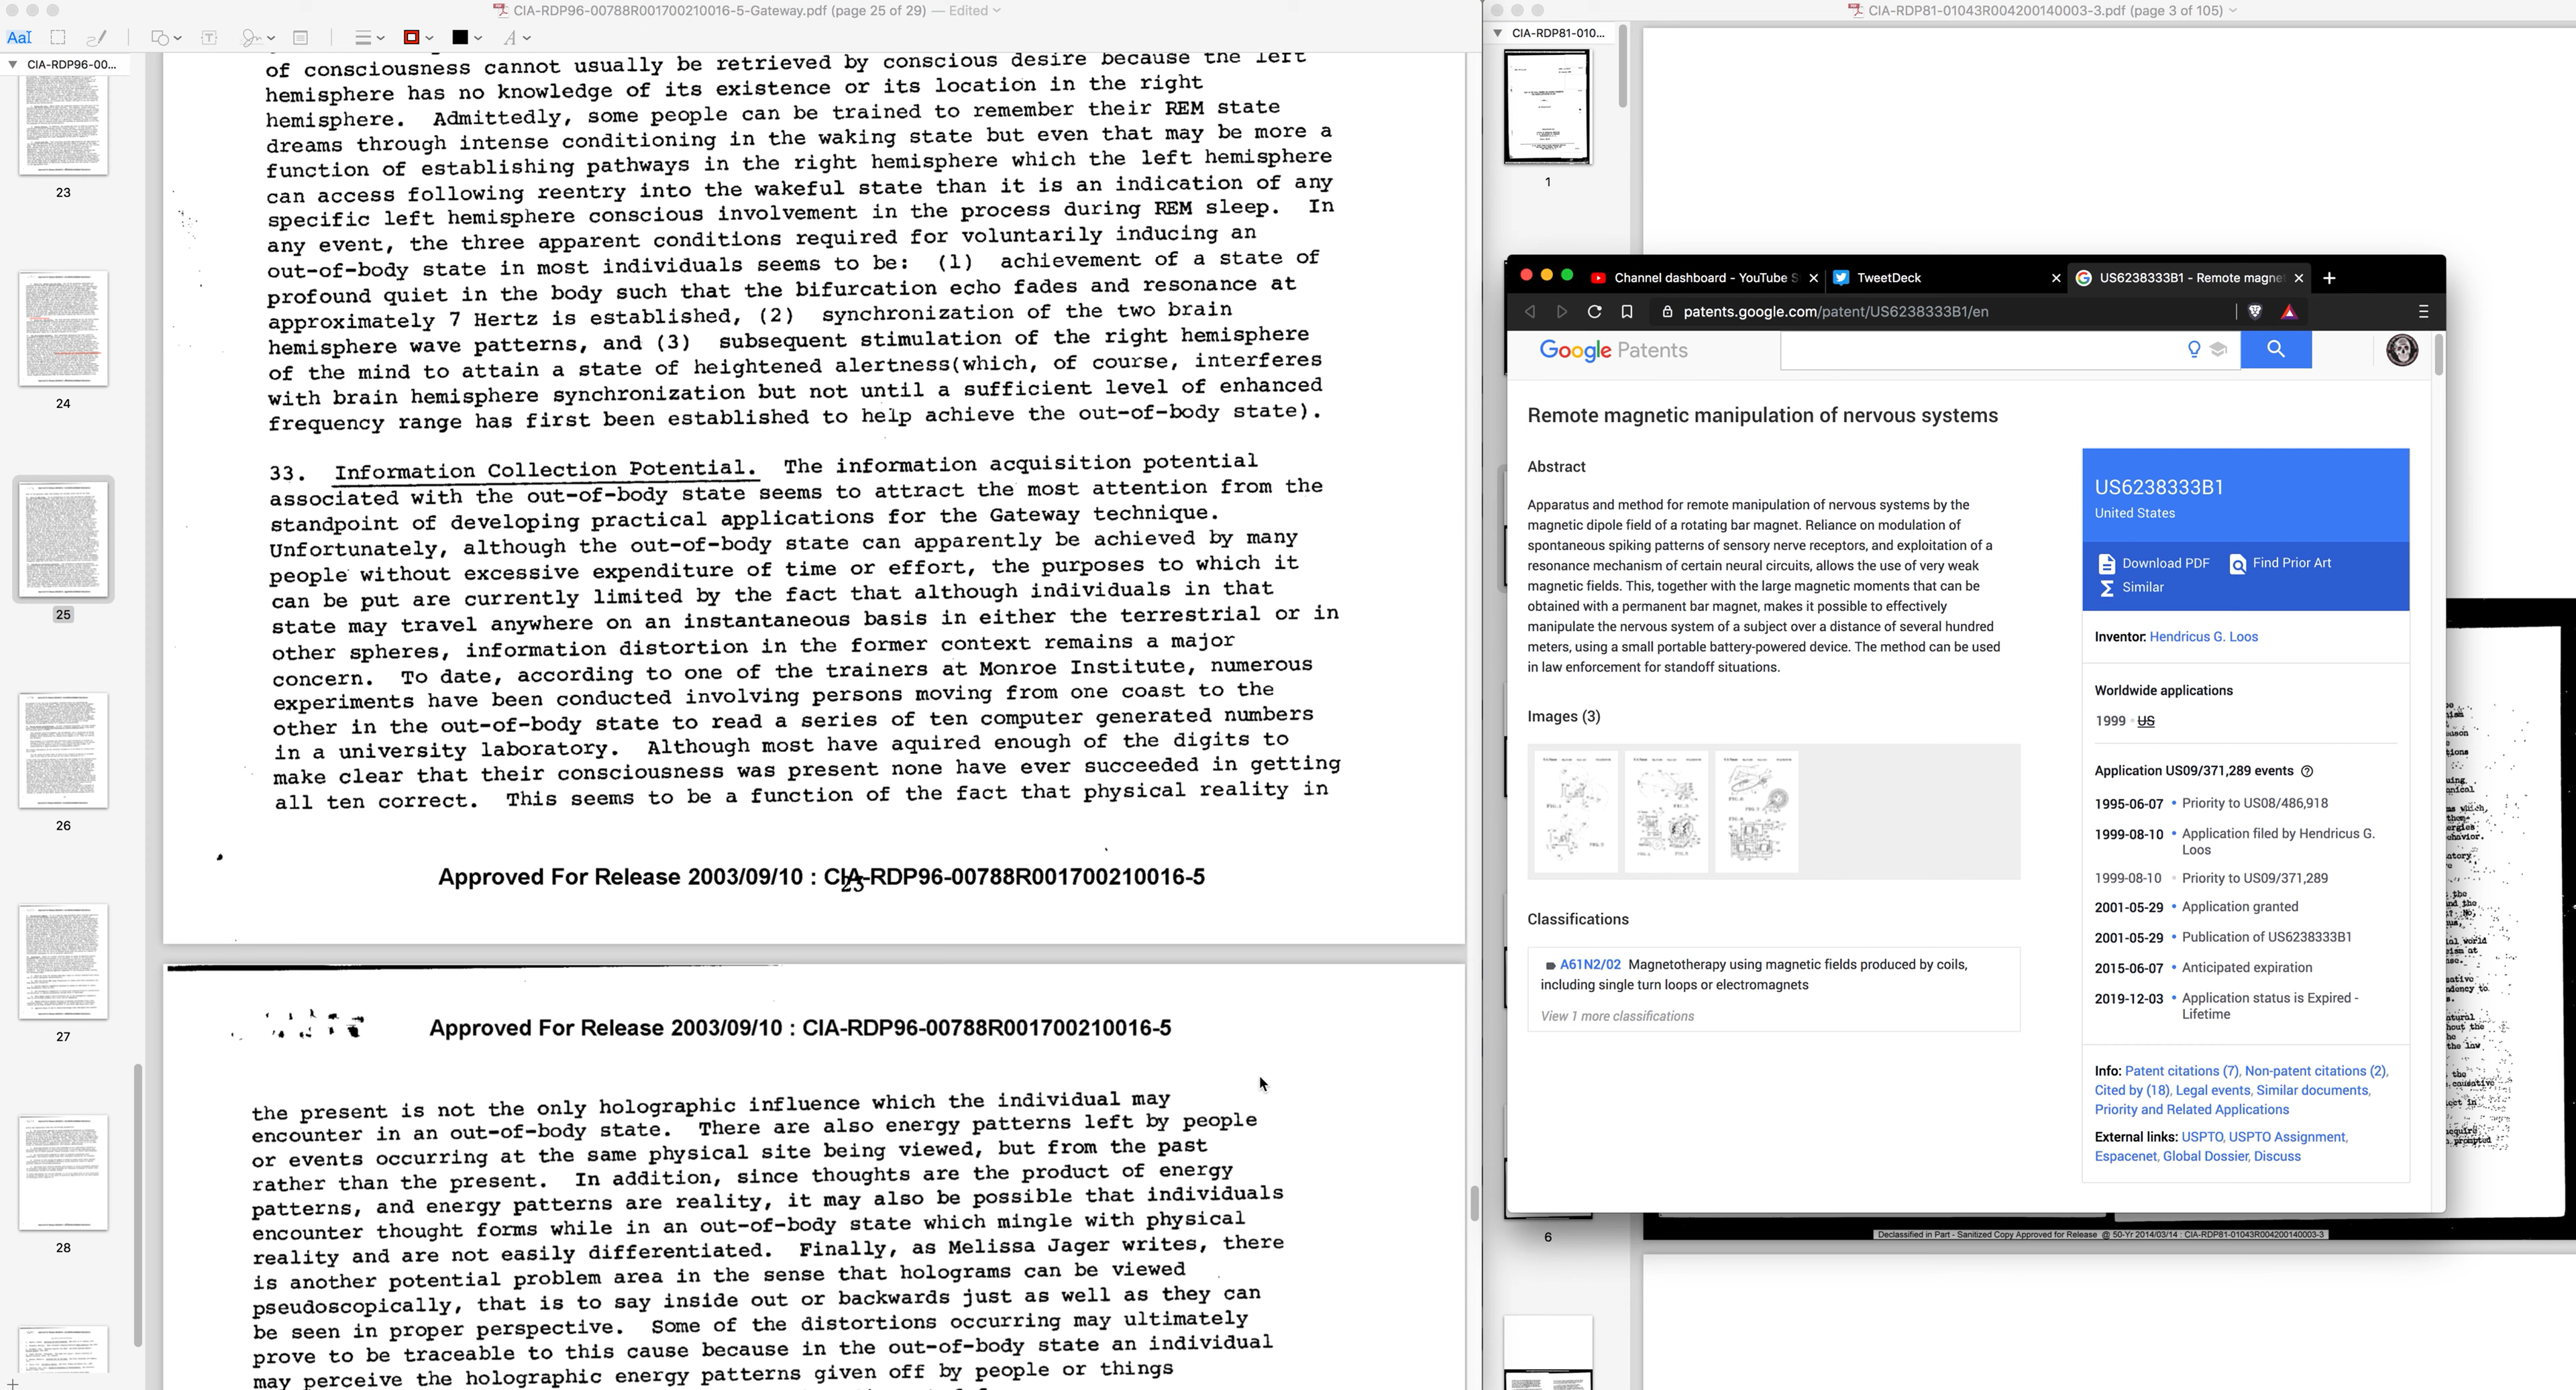 CIA-RDP96-00788R001700210016-5-Gateway.pdf (page 25 of 29) — Edited
CIA-RDP96-00...
23
24
25
26
27
28
of consciousness cannot usually be retrieved by conscious desire because the left
hemisphere has no knowledge of its existence or its location in the right
hemisphere. Admittedly, some people can be trained to remember their REM state
dreams through intense conditioning in the waking state but even that may be more a
function of establishing pathways in the right hemisphere which the left hemisphere
can access following reentry into the wakeful state than it is an indication of any
specific left hemisphere conscious involvement in the process during REM sleep. In
any event, the three apparent conditions required for voluntarily inducing an
out-of-body state in most individuals seems to be: (1) achievement of a state of
profound quiet in the body such that the bifurcation echo fades and resonance at
approximately 7 Hertz is established, (2) synchronization of the two brain
hemisphere wave patterns, and (3) subsequent stimulation of the right hemisphere
of the mind to attain a state of heightened alertness(which, of course, interferes
with brain hemisphere synchronization but not until a sufficient level of enhanced
frequency range has first been established to help achieve the out-of-body state).
33. Information Collection Potential. The information acquisition potential
associated with the out-of-body state seems to attract the most attention from the
standpoint of developing practical applications for the Gateway technique.
Unfortunately, although the out-of-body state can apparently be achieved by many
people without excessive expenditure of time or effort, the purposes to which it
can be put are currently limited by the fact that although individuals in that
state may travel anywhere on an instantaneous basis in either the terrestrial or in
other spheres, information distortion in the former context remains a major
concern. To date, according to one of the trainers at Monroe Institute, numerous
experiments have been conducted involving persons moving from one coast to the
other in the out-of-body state to read a series of ten computer generated numbers
in a university laboratory. Although most have aquired enough of the digits to
make clear that their consciousness was present none have ever succeeded in getting
all ten correct. This seems to be a function of the fact that physical reality in
Approved For Release 2003/09/10 : CIA-RDP96-00788R001700210016-5
25
Approved For Release 2003/09/10 : CIA-RDP96-00788R001700210016-5
the present is not the only holographic influence which the individual may
encounter in an out-of-body state. There are also energy patterns left by people
or events occurring at the same physical site being viewed, but from the past
rather than the present. In addition, since thoughts are the product of energy
patterns, and energy patterns are reality, it may also be possible that individuals
encounter thought forms while in an out-of-body state which mingle with physical
reality and are not easily differentiated. Finally, as Melissa Jager writes, there
is another potential problem area in the sense that holograms can be viewed
pseudoscopically, that is to say inside out or backwards just as well as they can
be seen in proper perspective. Some of the distortions occurring may ultimately
prove to be traceable to this cause because in the out-of-body state an individual
may perceive the holographic energy patterns given off by people or things
CIA-RDP81-01043R004200140003-3.pdf (page 3 of 105)
CIA-RDP81-010...
1
6
Channel dashboard - YouTube S
TweetDeck
US6238333B1 - Remote magne
patents.google.com/patent/US6238333B1/en
Google Patents
Remote magnetic manipulation of nervous systems
Abstract
Apparatus and method for remote manipulation of nervous systems by the
magnetic dipole field of a rotating bar magnet. Reliance on modulation of
spontaneous spiking patterns of sensory nerve receptors, and exploitation of a
resonance mechanism of certain neural circuits, allows the use of very weak
magnetic fields. This, together with the large magnetic moments that can be
obtained with a permanent bar magnet, makes it possible to effectively
manipulate the nervous system of a subject over a distance of several hundred
meters, using a small portable battery-powered device. The method can be used
in law enforcement for standoff situations.
Images (3)
Classifications
A61N2/02 Magnetotherapy using magnetic fields produced by coils,
including single turn loops or electromagnets
View 1 more classifications
US6238333B1
United States
Download PDF Find Prior Art
Similar
Inventor: Hendricus G. Loos
Worldwide applications
1999 US
Application US09/371,289 events
1995-06-07 Priority to US08/486,918
1999-08-10 Application filed by Hendricus G.
Loos
1999-08-10 Priority to US09/371,289
2001-05-29 Application granted
2001-05-29 Publication of US6238333B1
2015-06-07 Anticipated expiration
2019-12-03 Application status is Expired -
Lifetime
Info: Patent citations (7), Non-patent citations (2),
Cited by (18), Legal events, Similar documents,
Priority and Related Applications
External links: USPTO, USPTO Assignment,
Espacenet, Global Dossier, Discuss
Declassified in Part - Sanitized Copy Approved for Release @ 50-Yr 2014/03/14 : CIA-RDP81-01043R004200140003-3